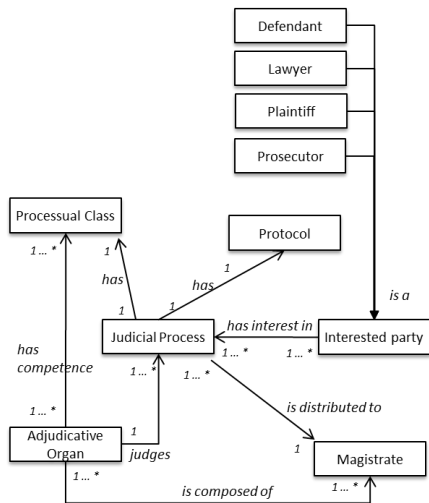 Defendant
Lawyer
Plaintiff
Prosecutor
Processual Class
Protocol
1 ... *
1
1
has
has
is a
1
1
Judicial Process
has interest in
Interested party
1 ... *
1 ... *
1 ... *
1 ... *
has
competence
is distributed to
1 ... *
1
Adjudicative
Organ
judges
1
Magistrate
1 ... *
1 ... *
is composed of